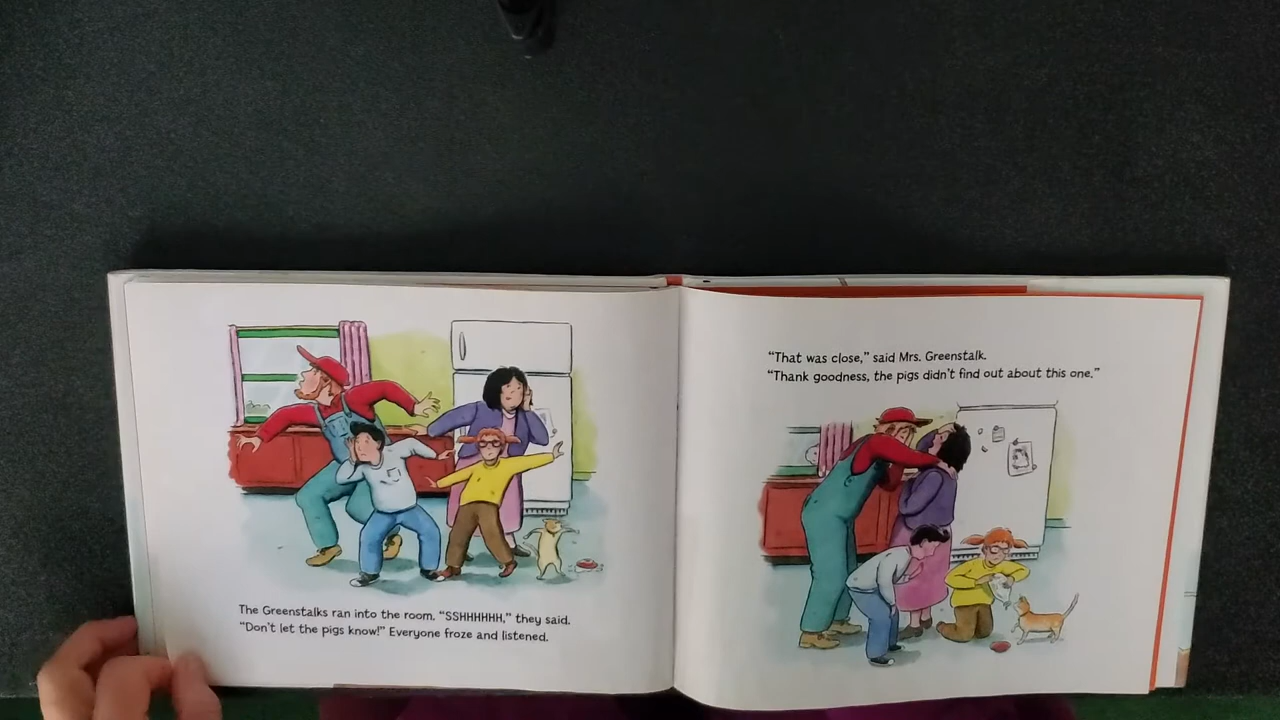 The Greenstalks ran into the room. “SSHHHHHH,” they said.
“Don’t let the pigs know!” Everyone froze and listened.
“That was close,” said Mrs. Greenstalk.
“Thank goodness, the pigs didn’t find out about this one.”